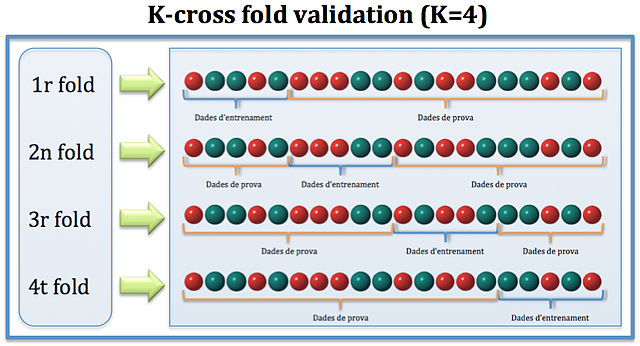 K-cross fold validation (K=4)
1r fold
Dades d'entrenament Dades de prova
2n fold
Dades de prova Dades d'entrenament Dades de prova
3r fold
Dades de prova Dades d'entrenament Dades de prova
4t fold
Dades de prova Dades d'entrenament